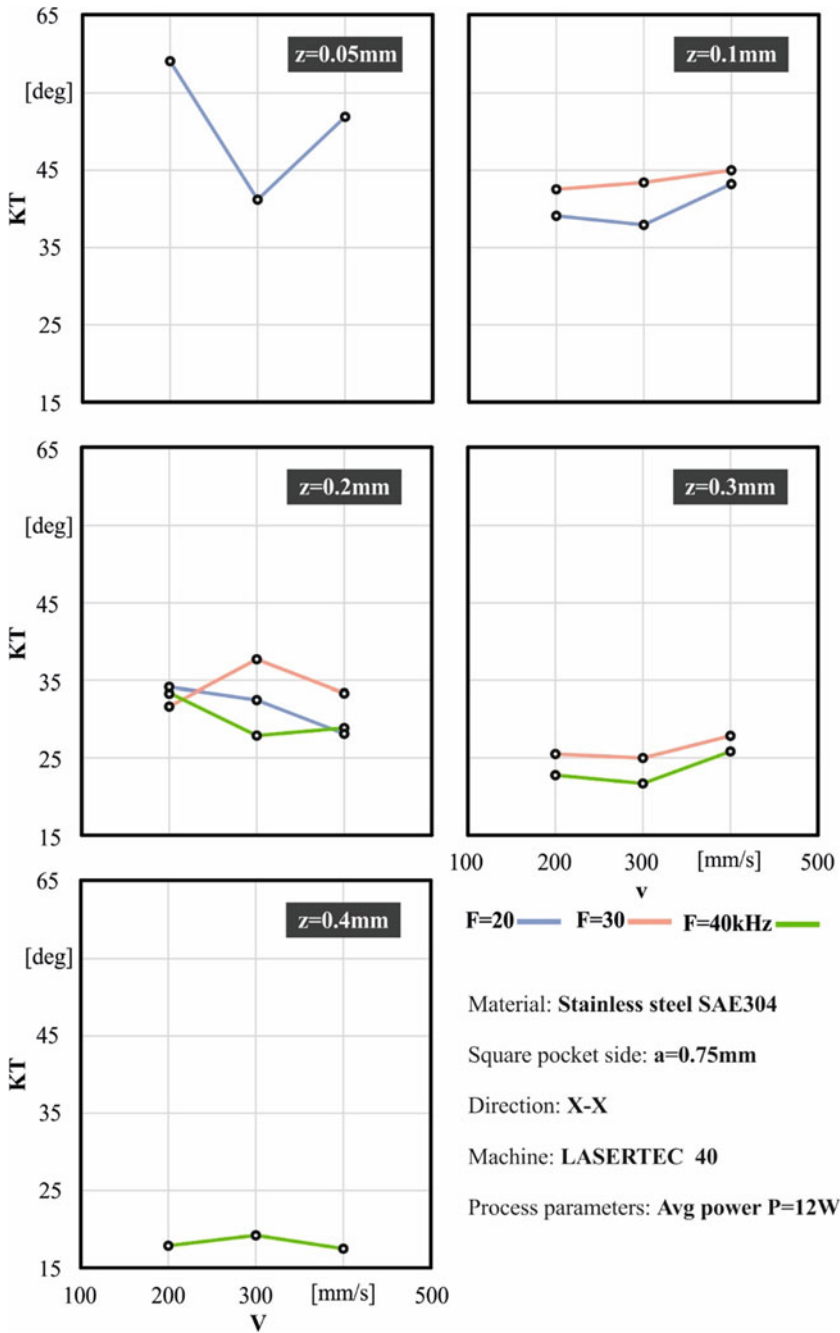 65
z=0.05mm
z=0.1mm
[deg]
45
KT
35
25
15
65
z=0.2mm
z=0.3mm
[deg]
45
KT
35
25
15
100 200 300 [mm/s] 500
v
65
z=0.4mm
F=20 F=30 F=40kHz
[deg]
Material: Stainless steel SAE304
45
Square pocket side: a=0.75mm
KT
35
Direction: X-X
25
Machine: LASERTEC 40
Process parameters: Avg power P=12W
15
100 200 300 [mm/s] 500
V